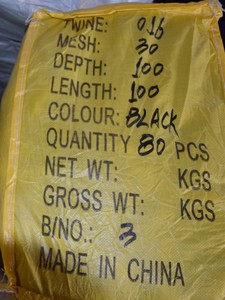 TWINE: 0.16
MESH: 30
DEPTH: 100
LENGTH: 100
COLOUR: BLACK
QUANTITY 80 PCS
NET WT: KGS
GROSS WT: KGS
B/NO.: 3
MADE IN CHINA